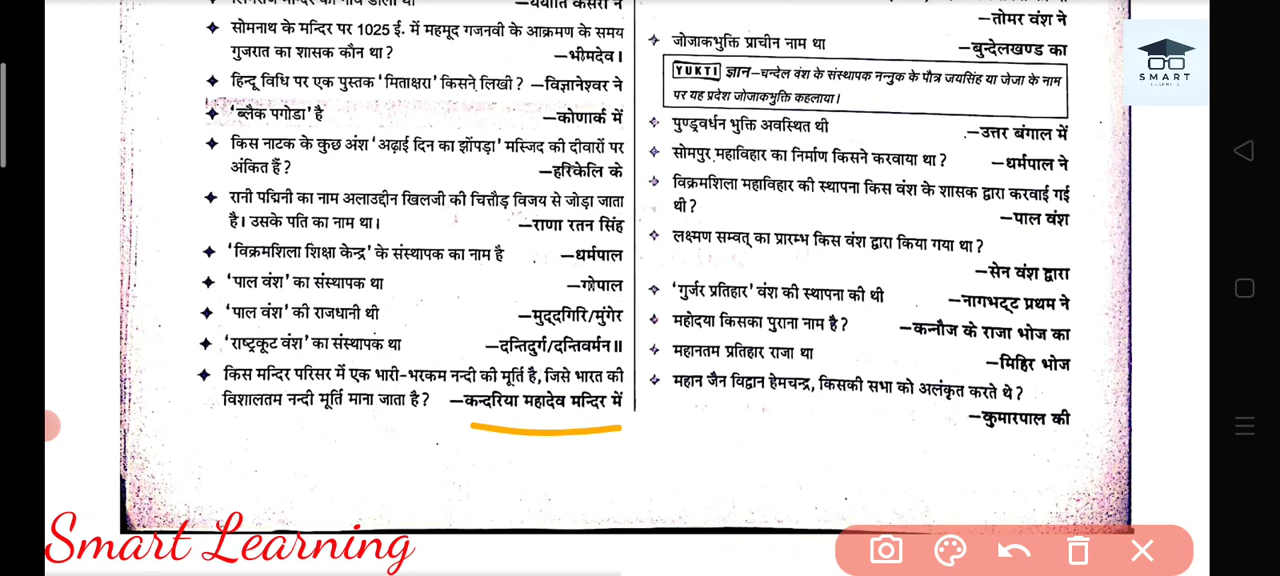 सोमनाथ के मन्दिर पर 1025 ई. में महमूद गजनवी के आक्रमण के समय
गुजरात का शासक कौन था? —भीमदेव I
हिन्दू विधि पर एक पुस्तक 'मिताक्षरा' किसने लिखी? —विज्ञानेश्वर ने
'ब्लैक पगोडा' है —कोणार्क में
किस नाटक के कुछ अंश 'अढ़ाई दिन का झोंपड़ा' मस्जिद की दीवारों पर
अंकित हैं? —हरिकेलि के
रानी पद्मिनी का नाम अलाउद्दीन खिलजी की चित्तौड़ विजय से जोड़ा जाता
है। उसके पति का नाम था। —राणा रतन सिंह
'विक्रमशिला शिक्षा केन्द्र' के संस्थापक का नाम है —धर्मपाल
'पाल वंश' का संस्थापक था —गोपाल
'पाल वंश' की राजधानी थी —मुद्दगिरि/मुंगेर
'राष्ट्रकूट वंश' का संस्थापक था —दन्तिदुर्ग/दन्तिवर्मन II
किस मन्दिर परिसर में एक भारी-भरकम नन्दी की मूर्ति है, जिसे भारत की
विशालतम नन्दी मूर्ति माना जाता है? —कन्दरिया महादेव मन्दिर में
—तोमर वंश ने
जोजाकभुक्ति प्राचीन नाम था —बुन्देलखण्ड का
YUKTI ज्ञान—चन्देल वंश के संस्थापक नन्नुक के पौत्र जयसिंह या जेजा के नाम
पर यह प्रदेश जोजाकभुक्ति कहलाया।
पुण्ड्रवर्धन भुक्ति अवस्थित थी —उत्तर बंगाल में
सोमपुर महाविहार का निर्माण किसने करवाया था? —धर्मपाल ने
विक्रमशिला महाविहार की स्थापना किस वंश के शासक द्वारा करवाई गई
थी? —पाल वंश
लक्ष्मण सम्वत् का प्रारम्भ किस वंश द्वारा किया गया था?
—सेन वंश द्वारा
'गुर्जर प्रतिहार' वंश की स्थापना की थी —नागभट्ट प्रथम ने
महोदया किसका पुराना नाम है? —कन्नौज के राजा भोज का
महानतम प्रतिहार राजा था —मिहिर भोज
महान जैन विद्वान हेमचन्द्र, किसकी सभा को अलंकृत करते थे?
—कुमारपाल की
SMART
Smart Learning